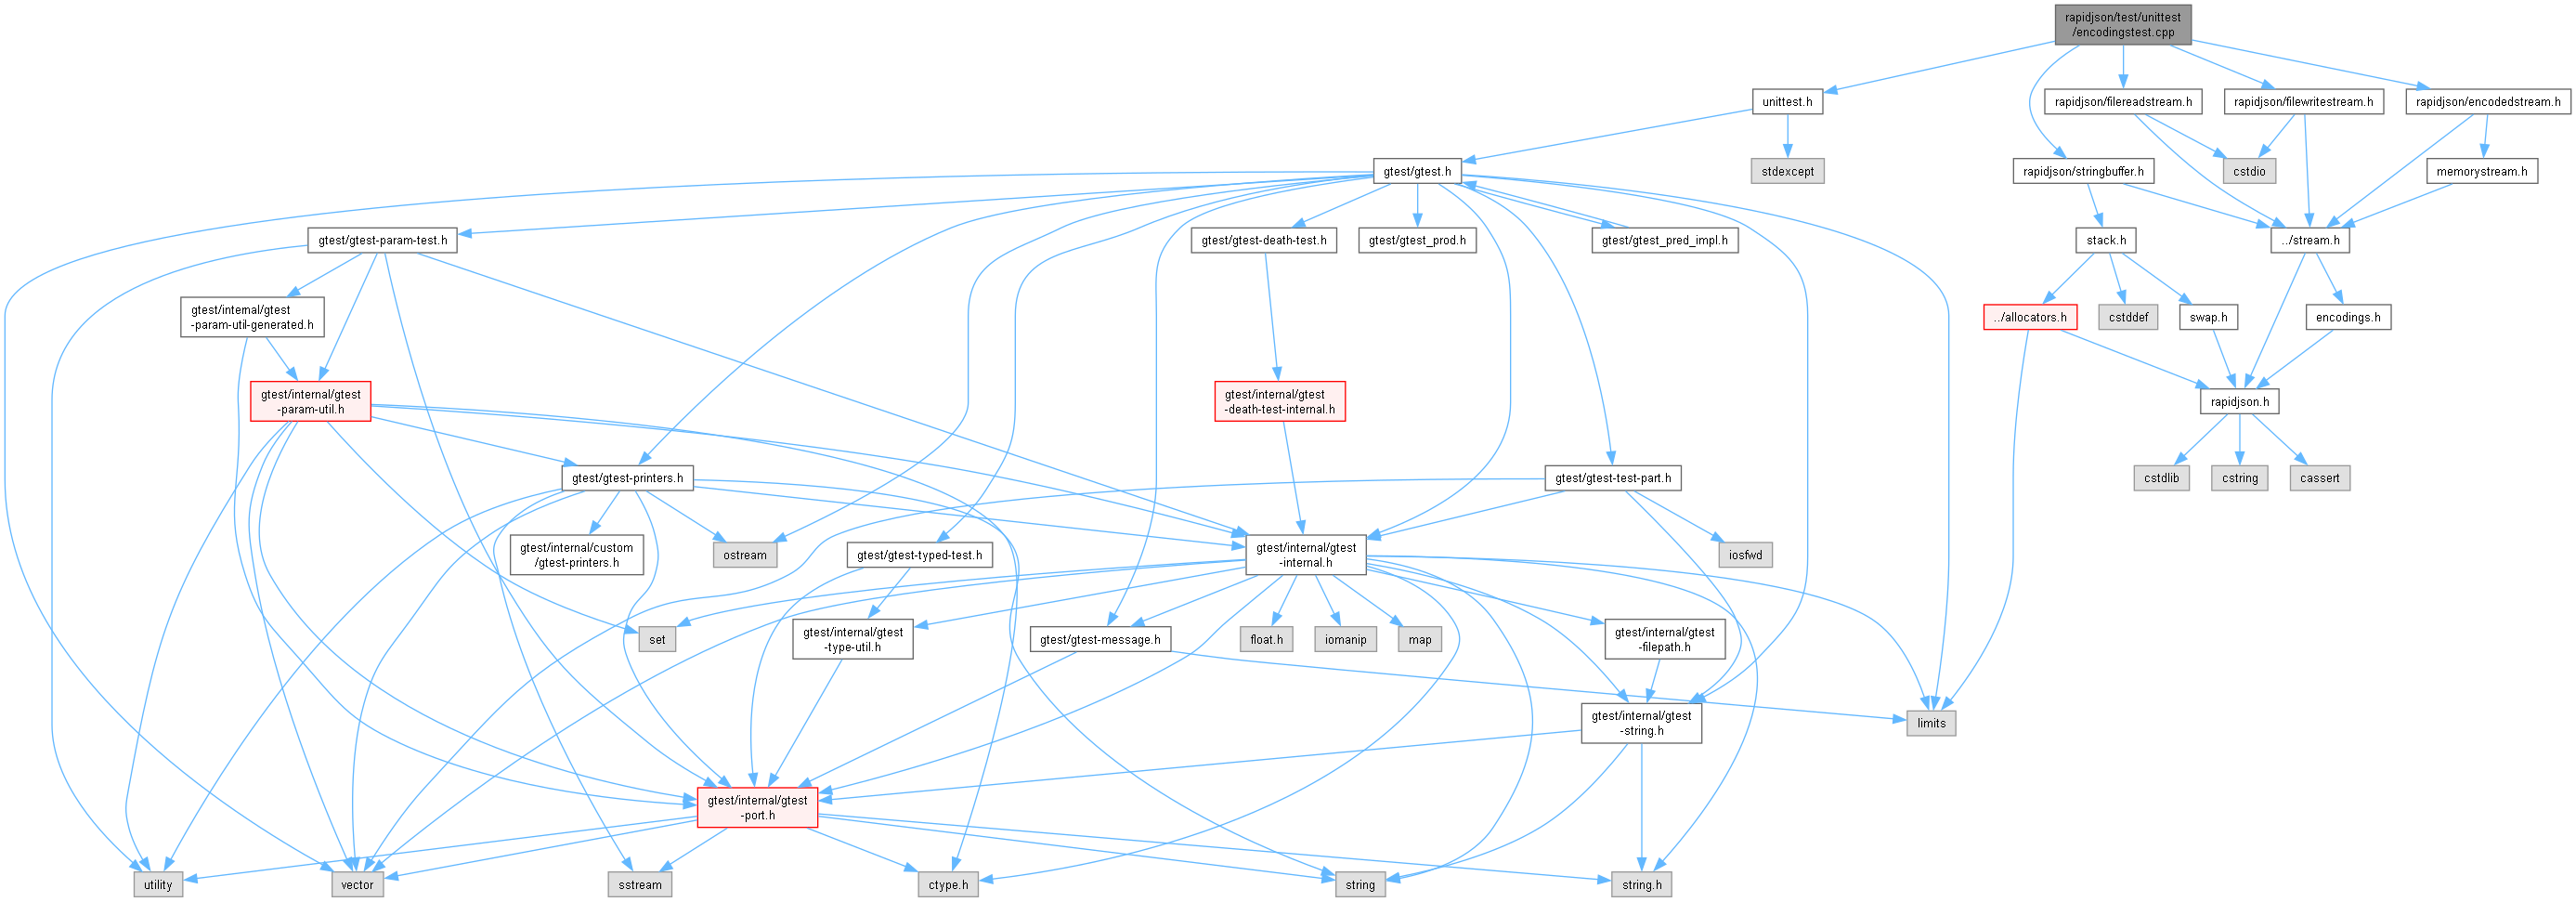 rapidjson/test/unittest
/encodingstest.cpp
unittest.h
rapidjson/filereadstream.h
rapidjson/filewritestream.h
rapidjson/encodedstream.h
gtest/gtest.h
stdexcept
rapidjson/stringbuffer.h
cstdio
memorystream.h
gtest/gtest-param-test.h
gtest/gtest-death-test.h
gtest/gtest_prod.h
gtest/gtest_pred_impl.h
stack.h
../stream.h
gtest/internal/gtest
-param-util-generated.h
../allocators.h
cstddef
swap.h
encodings.h
gtest/internal/gtest
-param-util.h
gtest/internal/gtest
-death-test-internal.h
rapidjson.h
gtest/gtest-printers.h
gtest/gtest-test-part.h
cstdlib
cstring
cassert
gtest/internal/custom
/gtest-printers.h
ostream
gtest/gtest-typed-test.h
gtest/internal/gtest
-internal.h
iosfwd
set
gtest/internal/gtest
-type-util.h
gtest/gtest-message.h
float.h
iomanip
map
gtest/internal/gtest
-filepath.h
gtest/internal/gtest
-string.h
limits
gtest/internal/gtest
-port.h
utility
vector
sstream
ctype.h
string
string.h